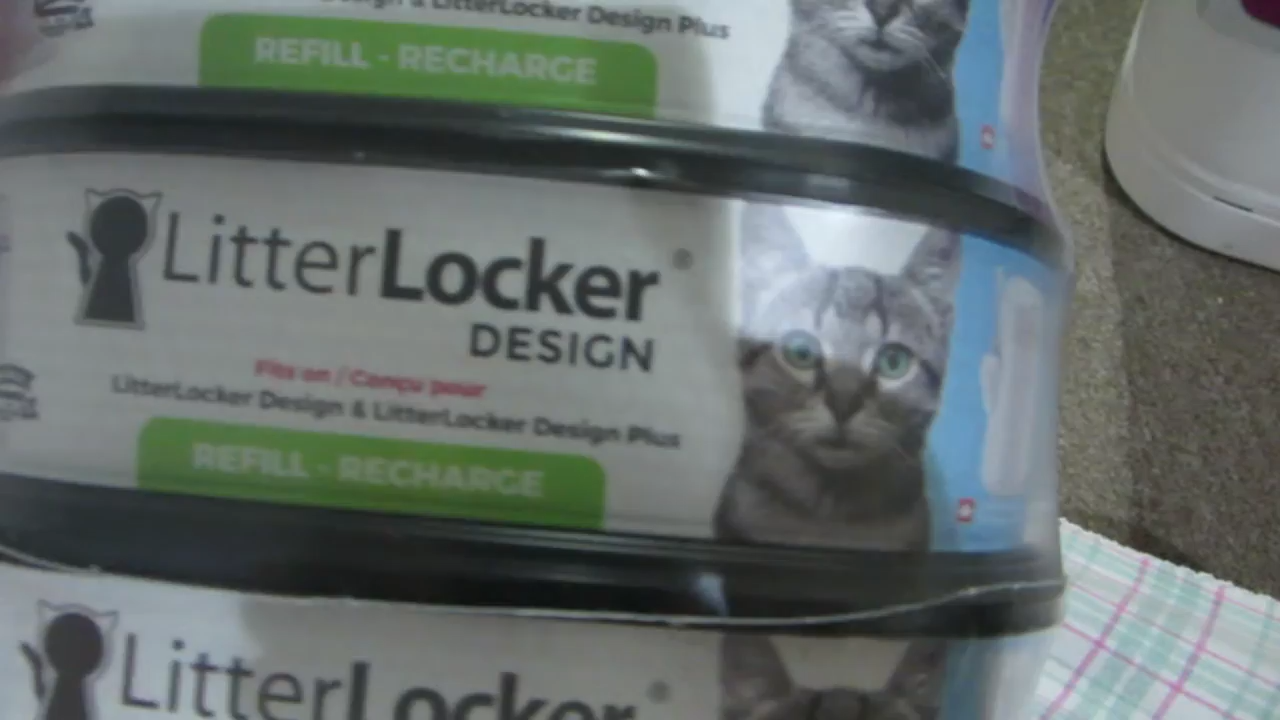 Design & LitterLocker Design Plus
REFILL - RECHARGE
LitterLocker
DESIGN
Fits on / Conçu pour
LitterLocker Design & LitterLocker Design Plus
REFILL - RECHARGE
LitterLocker